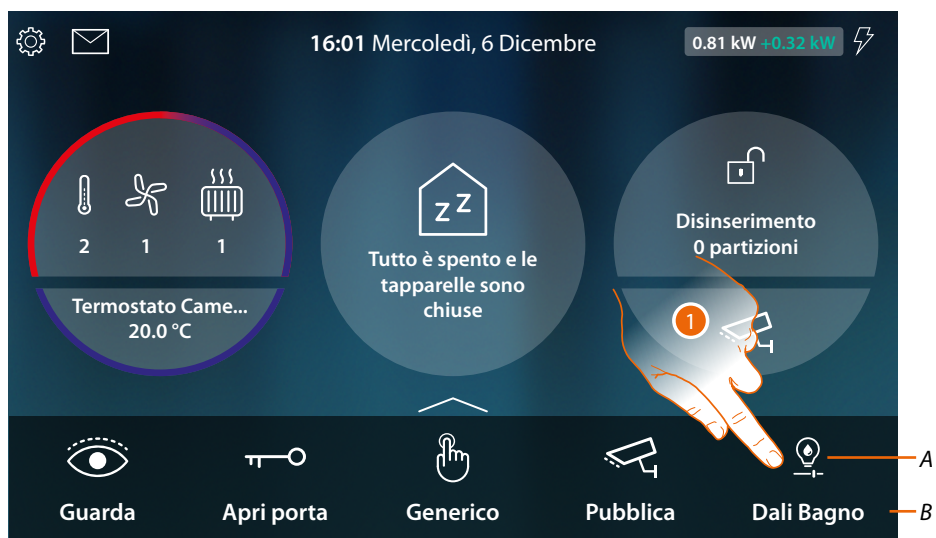 16:01 Mercoledì, 6 Dicembre
0.81 kW +0.32 kW
2 1 1
Termostato Came...
20.0 °C
z Z
Tutto è spento e le
tapparelle sono
chiuse
Disinserimento
0 partizioni
1
A
Guarda Apri porta Generico Pubblica Dali Bagno
B